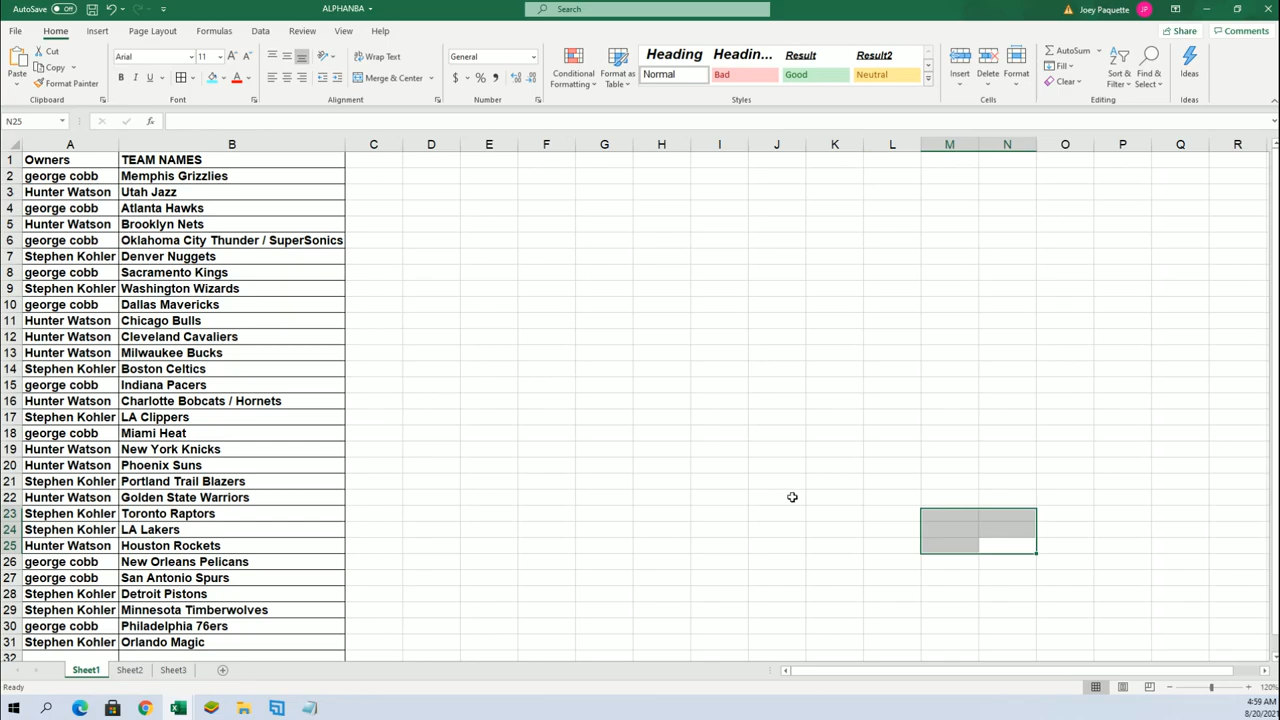 AutoSave Off ALPHANBA Search Joey Paquette JP
File Home Insert Page Layout Formulas Data Review View Help Share Comments
Paste Cut Copy Format Painter Clipboard
Arial 11 B I U A A Font
Wrap Text Merge & Center Alignment
General $ % Number
Conditional Formatting Format as Table Heading Headin... Result Result2 Normal Bad Good Neutral Styles
Insert Delete Format Cells
AutoSum Fill Clear Sort & Filter Find & Select Editing
Ideas Ideas
N25 fx
A B C D E F G H I J K L M N O P Q R
1 Owners TEAM NAMES
2 george cobb Memphis Grizzlies
3 Hunter Watson Utah Jazz
4 george cobb Atlanta Hawks
5 Hunter Watson Brooklyn Nets
6 george cobb Oklahoma City Thunder / SuperSonics
7 Stephen Kohler Denver Nuggets
8 george cobb Sacramento Kings
9 Stephen Kohler Washington Wizards
10 george cobb Dallas Mavericks
11 Hunter Watson Chicago Bulls
12 Hunter Watson Cleveland Cavaliers
13 Hunter Watson Milwaukee Bucks
14 Stephen Kohler Boston Celtics
15 george cobb Indiana Pacers
16 Hunter Watson Charlotte Bobcats / Hornets
17 Stephen Kohler LA Clippers
18 george cobb Miami Heat
19 Hunter Watson New York Knicks
20 Hunter Watson Phoenix Suns
21 Stephen Kohler Portland Trail Blazers
22 Hunter Watson Golden State Warriors
23 Stephen Kohler Toronto Raptors
24 Stephen Kohler LA Lakers
25 Hunter Watson Houston Rockets
26 george cobb New Orleans Pelicans
27 george cobb San Antonio Spurs
28 Stephen Kohler Detroit Pistons
29 Stephen Kohler Minnesota Timberwolves
30 george cobb Philadelphia 76ers
31 Stephen Kohler Orlando Magic
32
Sheet1 Sheet2 Sheet3
Ready 120%
4:59 AM